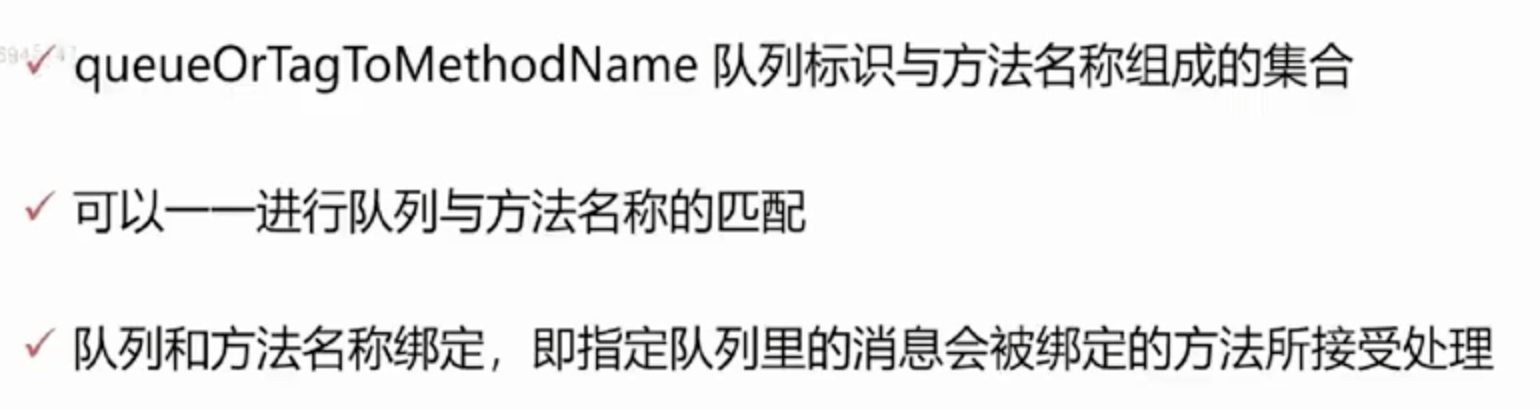 queueOrTagToMethodName 队列标识与方法名称组成的集合
可以一一进行队列与方法名称的匹配
队列和方法名称绑定，即指定队列里的消息会被绑定的方法所接受处理